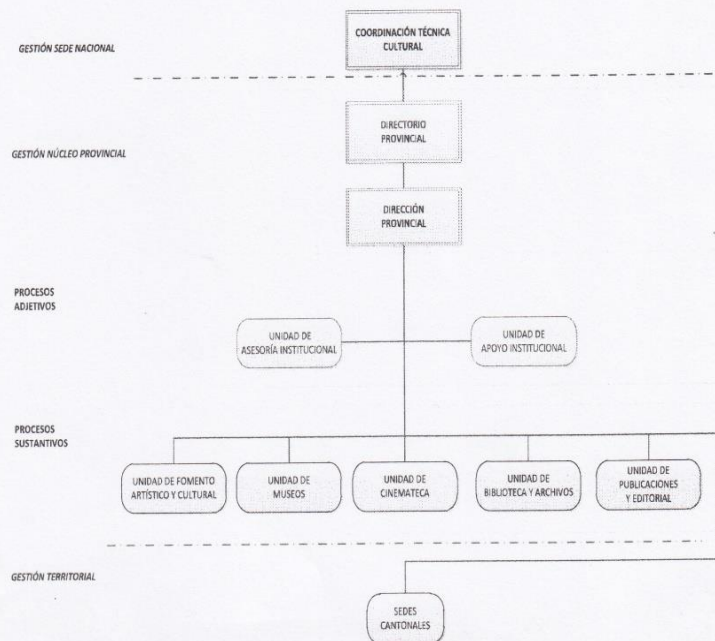 GESTIÓN SEDE NACIONAL
COORDINACIÓN TÉCNICA
CULTURAL
GESTIÓN NÚCLEO PROVINCIAL
DIRECTORIO
PROVINCIAL
DIRECCIÓN
PROVINCIAL
PROCESOS
ADJETIVOS
UNIDAD DE
ASESORÍA INSTITUCIONAL
UNIDAD DE
APOYO INSTITUCIONAL
PROCESOS
SUSTANTIVOS
UNIDAD DE FOMENTO
ARTÍSTICO Y CULTURAL
UNIDAD DE
MUSEOS
UNIDAD DE
CINEMATECA
UNIDAD DE
BIBLIOTECA Y ARCHIVOS
UNIDAD DE
PUBLICACIONES
Y EDITORIAL
GESTIÓN TERRITORIAL
SEDES
CANTONALES